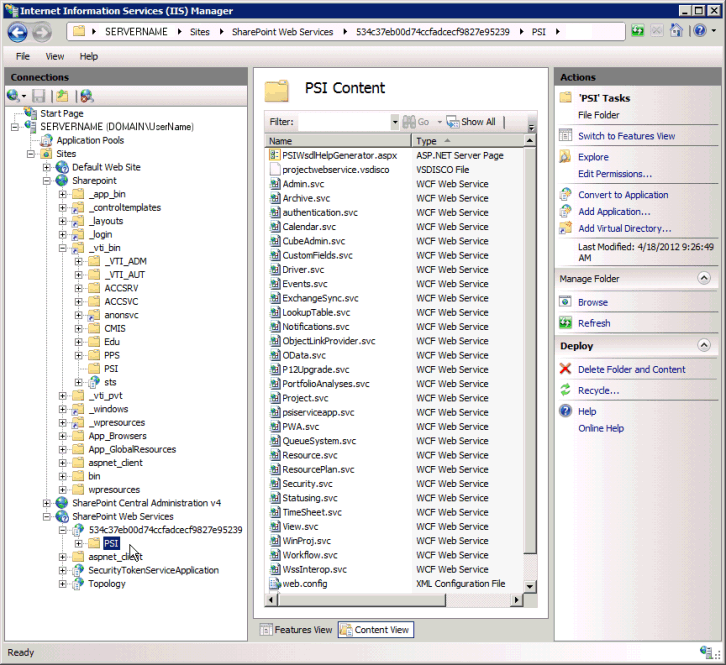 Internet Information Services (IIS) Manager
SERVERNAME Sites SharePoint Web Services 534c37eb00d74ccfadcecf9827e95239 PSI
File View Help
Connections
Start Page
SERVERNAME (DOMAIN\UserName)
Application Pools
Sites
Default Web Site
Sharepoint
_app_bin
_controltemplates
_layouts
_login
_vti_bin
_VTI_ADM
_VTI_AUT
ACCSRV
ACCSVC
anonsvc
CMIS
Edu
PPS
PSI
sts
_vti_pvt
_windows
_wpresources
App_Browsers
App_GlobalResources
aspnet_client
bin
wpresources
SharePoint Central Administration v4
SharePoint Web Services
534c37eb00d74ccfadcecf9827e95239
PSI
aspnet_client
SecurityTokenServiceApplication
Topology
PSI Content
Filter: Go Show All
Name Type
PSIWsdlHelpGenerator.aspx ASP.NET Server Page
projectwebservice.vsdisco VSDISCO File
Admin.svc WCF Web Service
Archive.svc WCF Web Service
authentication.svc WCF Web Service
Calendar.svc WCF Web Service
CubeAdmin.svc WCF Web Service
CustomFields.svc WCF Web Service
Driver.svc WCF Web Service
Events.svc WCF Web Service
ExchangeSync.svc WCF Web Service
LookupTable.svc WCF Web Service
Notifications.svc WCF Web Service
ObjectLinkProvider.svc WCF Web Service
OData.svc WCF Web Service
P12Upgrade.svc WCF Web Service
PortfolioAnalyses.svc WCF Web Service
Project.svc WCF Web Service
psiserviceapp.svc WCF Web Service
PWA.svc WCF Web Service
QueueSystem.svc WCF Web Service
Resource.svc WCF Web Service
ResourcePlan.svc WCF Web Service
Security.svc WCF Web Service
Statusing.svc WCF Web Service
TimeSheet.svc WCF Web Service
View.svc WCF Web Service
WinProj.svc WCF Web Service
Workflow.svc WCF Web Service
WssInterop.svc WCF Web Service
web.config XML Configuration File
Features View Content View
Actions
'PSI' Tasks
File Folder
Switch to Features View
Explore
Edit Permissions...
Convert to Application
Add Application...
Add Virtual Directory...
Last Modified: 4/18/2012 9:26:49
AM
Manage Folder
Browse
Refresh
Deploy
Delete Folder and Content
Recycle...
Help
Online Help
Ready